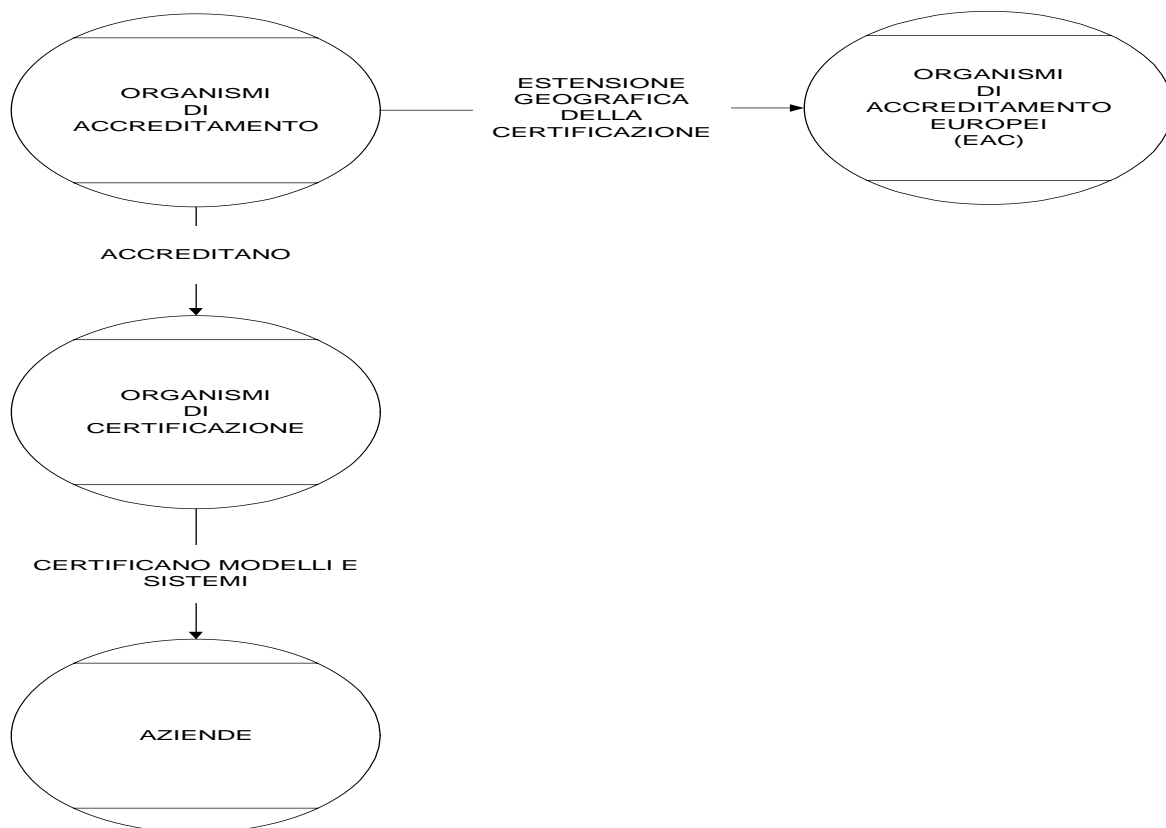 ORGANISMI
DI
ACCREDITAMENTO
ESTENSIONE
GEOGRAFICA
DELLA
CERTIFICAZIONE
ORGANISMI
DI
ACCREDITAMENTO
EUROPEI
(EAC)
ACCREDITANO
ORGANISMI
DI
CERTIFICAZIONE
CERTIFICANO MODELLI E
SISTEMI
AZIENDE